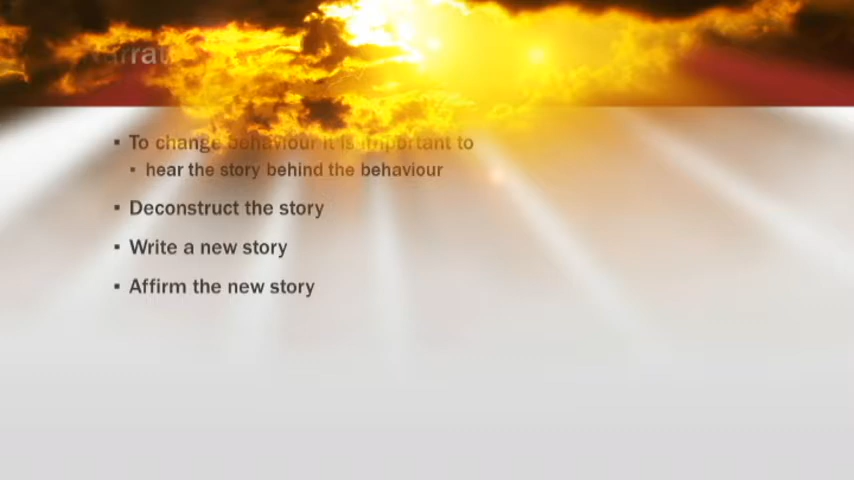 To change behaviour it is important to
hear the story behind the behaviour
Deconstruct the story
Write a new story
Affirm the new story